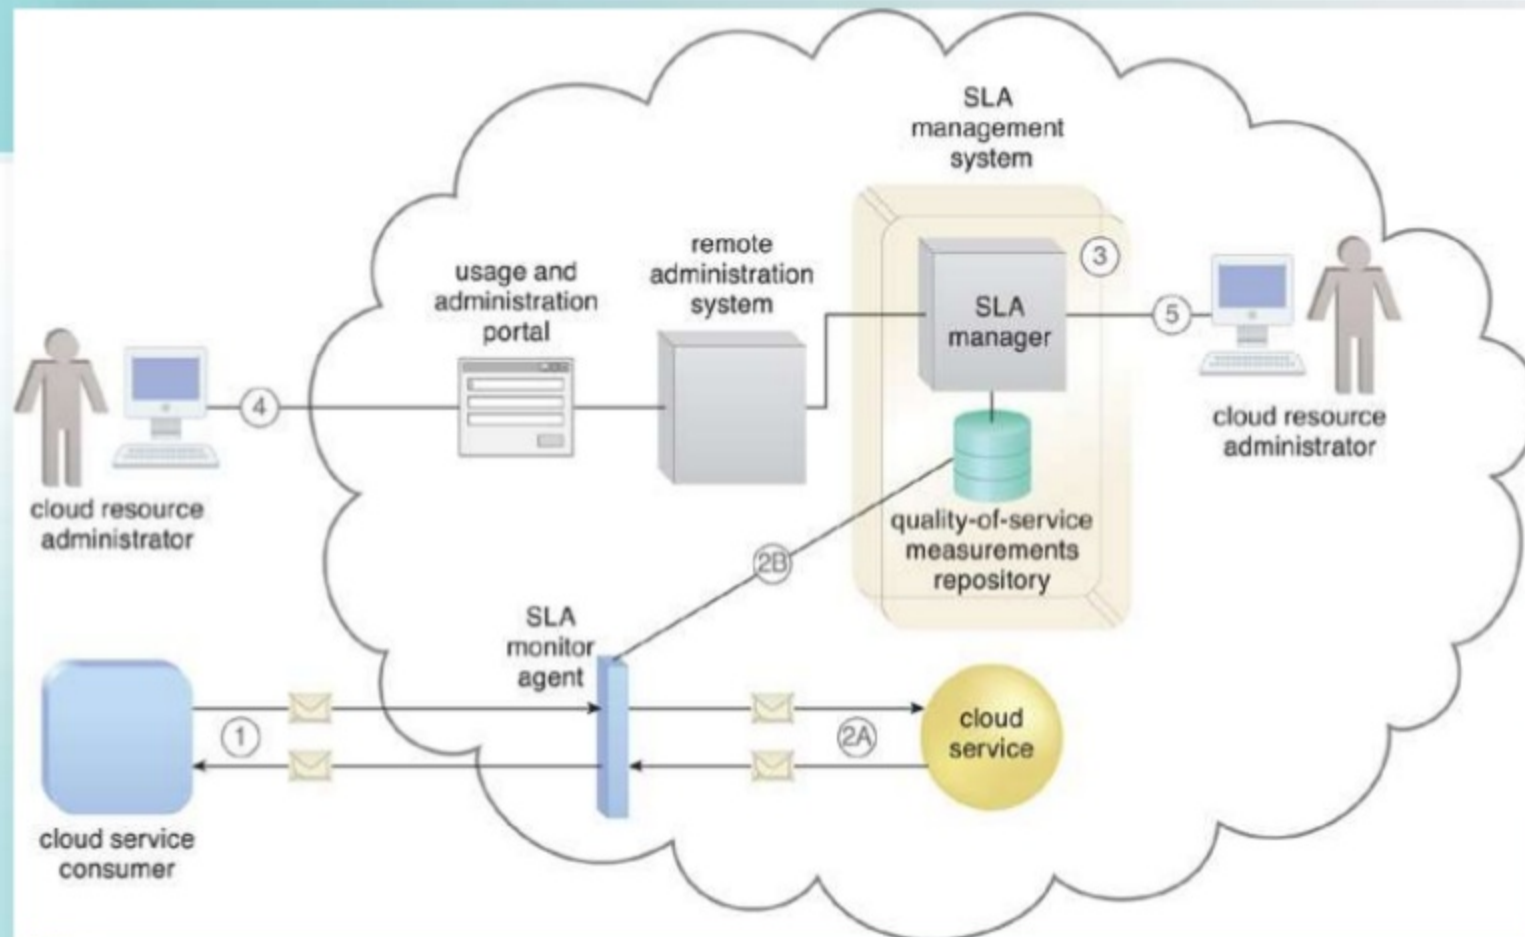 SLA
management
system
remote
administration
system
usage and
administration
portal
3
SLA
manager
5
4
cloud resource
administrator
cloud resource
administrator
quality-of-service
measurements
repository
2B
SLA
monitor
agent
1
2A
cloud
service
cloud service
consumer